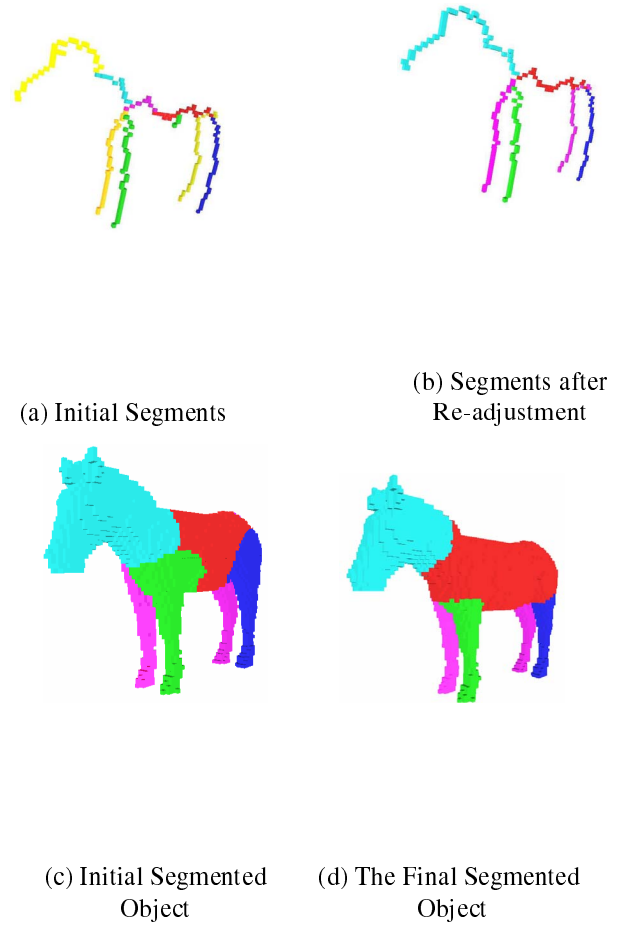 (b) Segments after
(a) Initial Segments
Re-adjustment
(c) Initial Segmented
Object
(d) The Final Segmented
Object